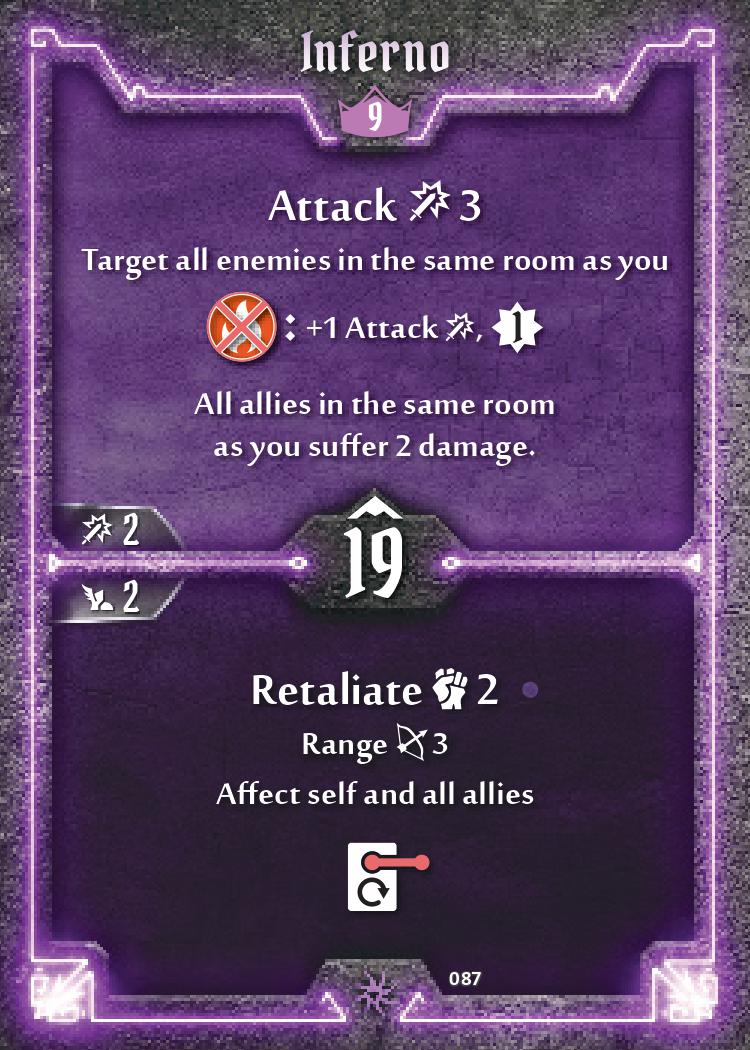 Inferno
9
Attack 3
Target all enemies in the same room as you
: +1 Attack , 1
All allies in the same room
as you suffer 2 damage.
2
19
2
Retaliate 2
Range 3
Affect self and all allies
087